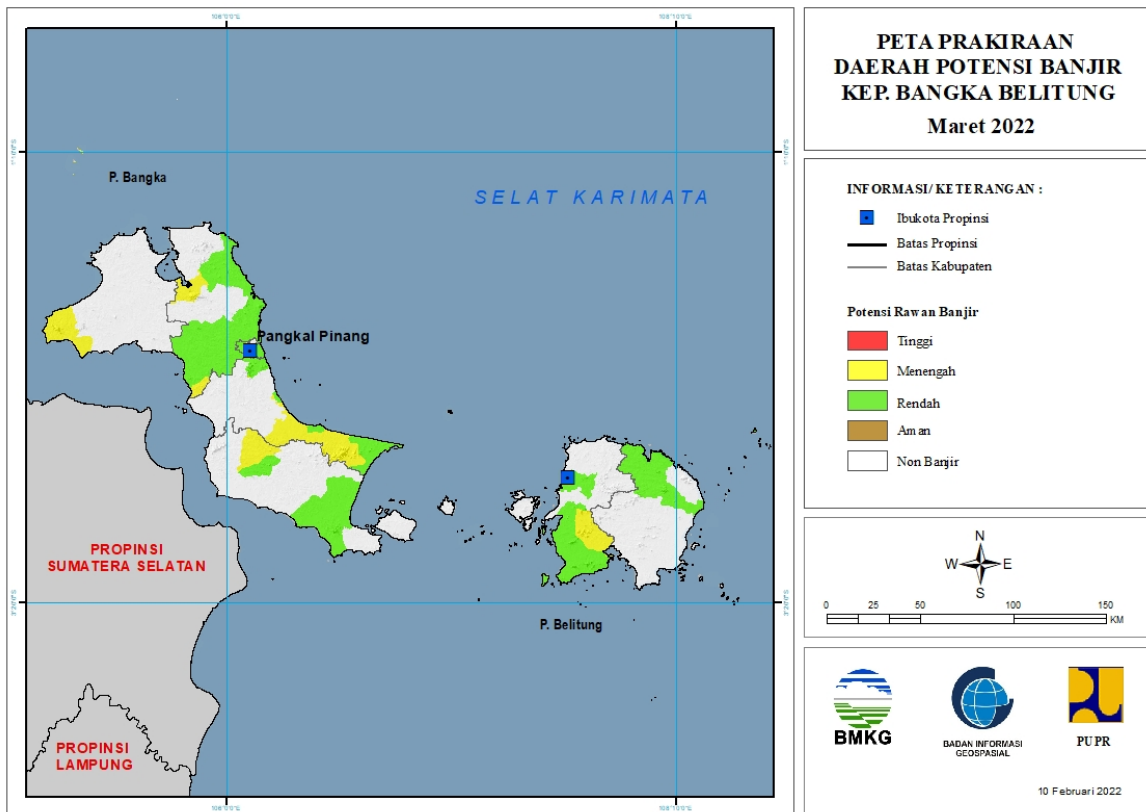 PETA PRAKIRAAN
DAERAH POTENSI BANJIR
KEP. BANGKA BELITUNG
Maret 2022
P. Bangka
SELAT KARIMATA
Pangkal Pinang
PROPINSI
SUMATERA SELATAN
P. Belitung
PROPINSI
LAMPUNG
INFORMASI/ KETERANGAN :
Ibukota Propinsi
Batas Propinsi
Batas Kabupaten
Potensi Rawan Banjir
Tinggi
Menengah
Rendah
Aman
Non Banjir
N
W E
S
0 25 50 100 150
KM
BMKG
BADAN INFORMASI
GEOSPASIAL
PUPR
10 Februari 2022